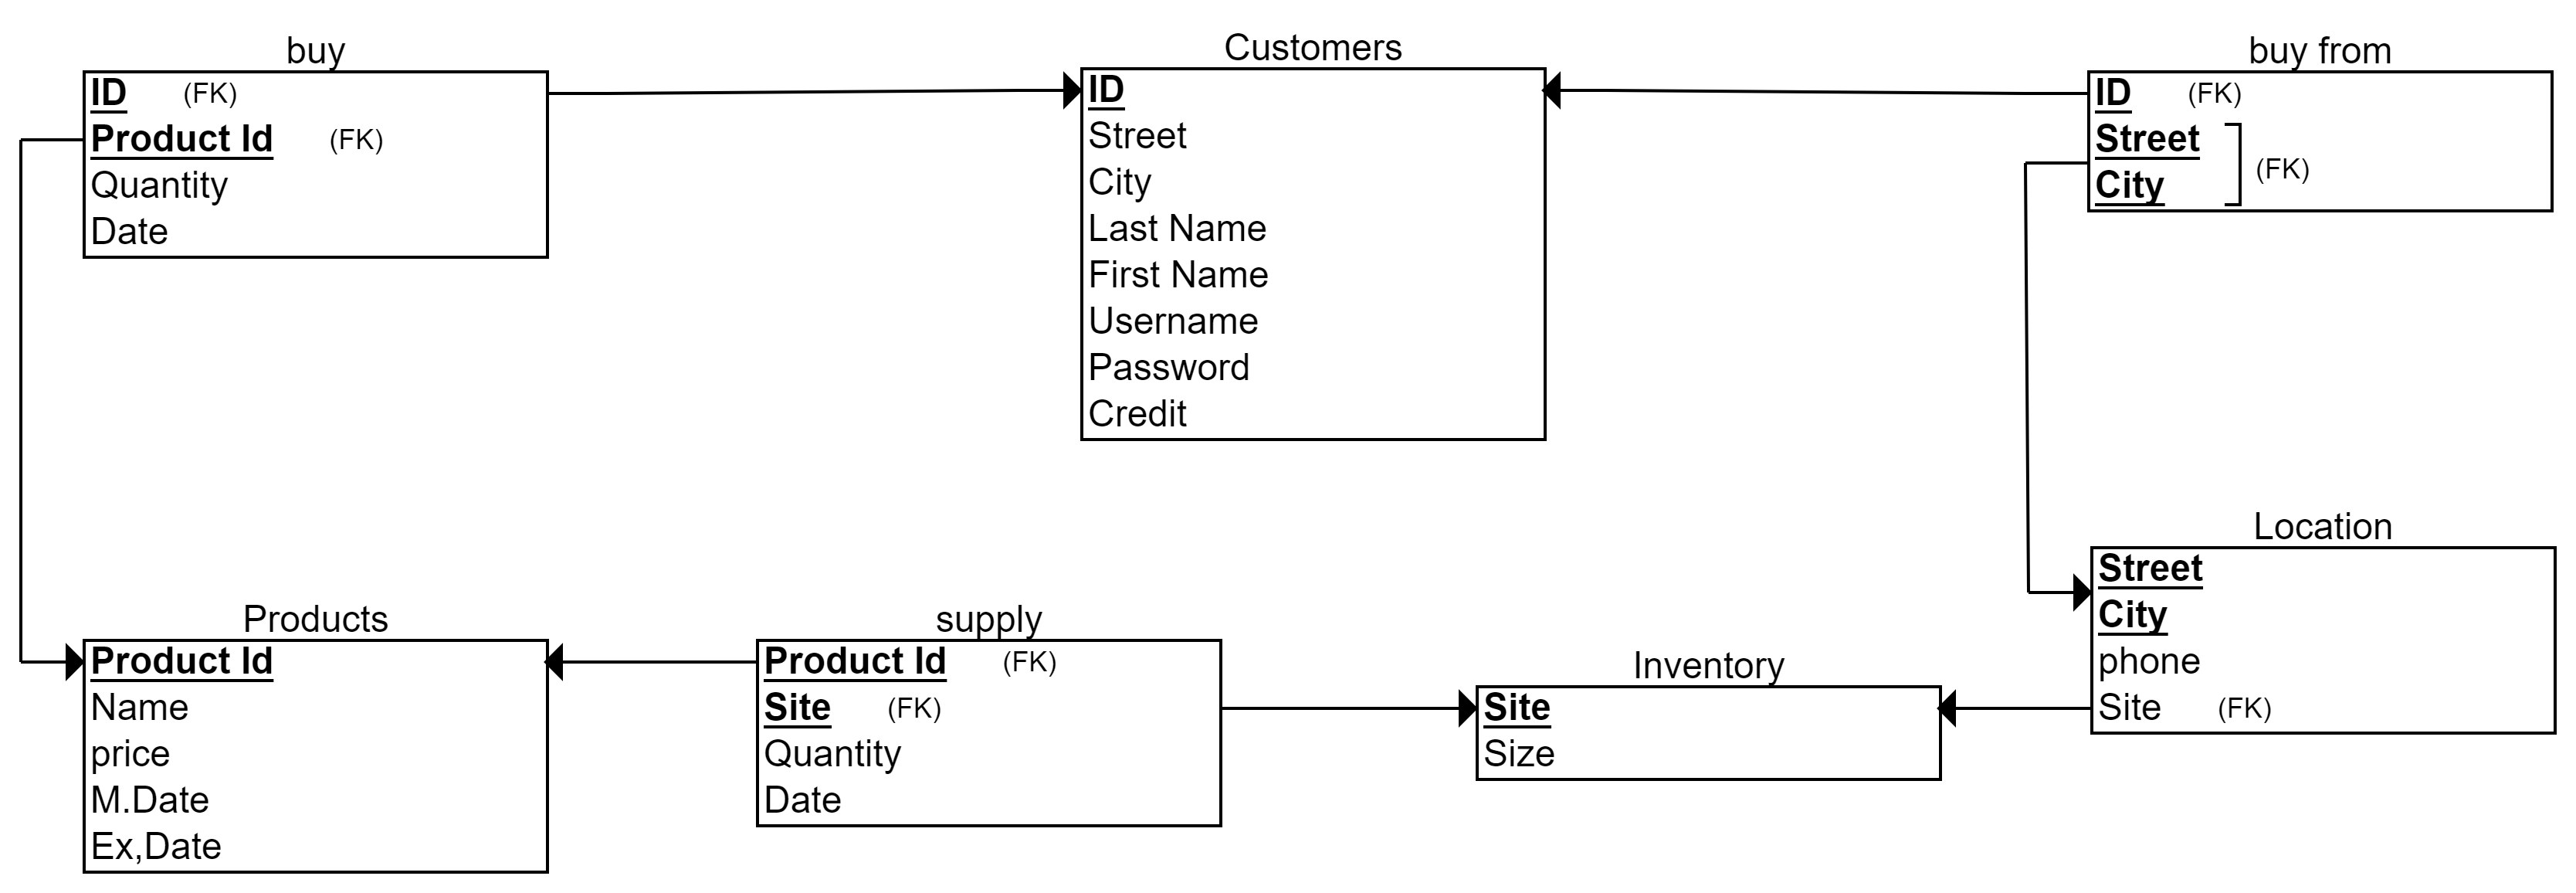 buy
ID (FK)
Product Id (FK)
Quantity
Date
Customers
ID
Street
City
Last Name
First Name
Username
Password
Credit
buy from
ID (FK)
Street
City
(FK)
Products
Product Id
Name
price
M.Date
Ex,Date
supply
Product Id (FK)
Site (FK)
Quantity
Date
Inventory
Site
Size
Location
Street
City
phone
Site (FK)